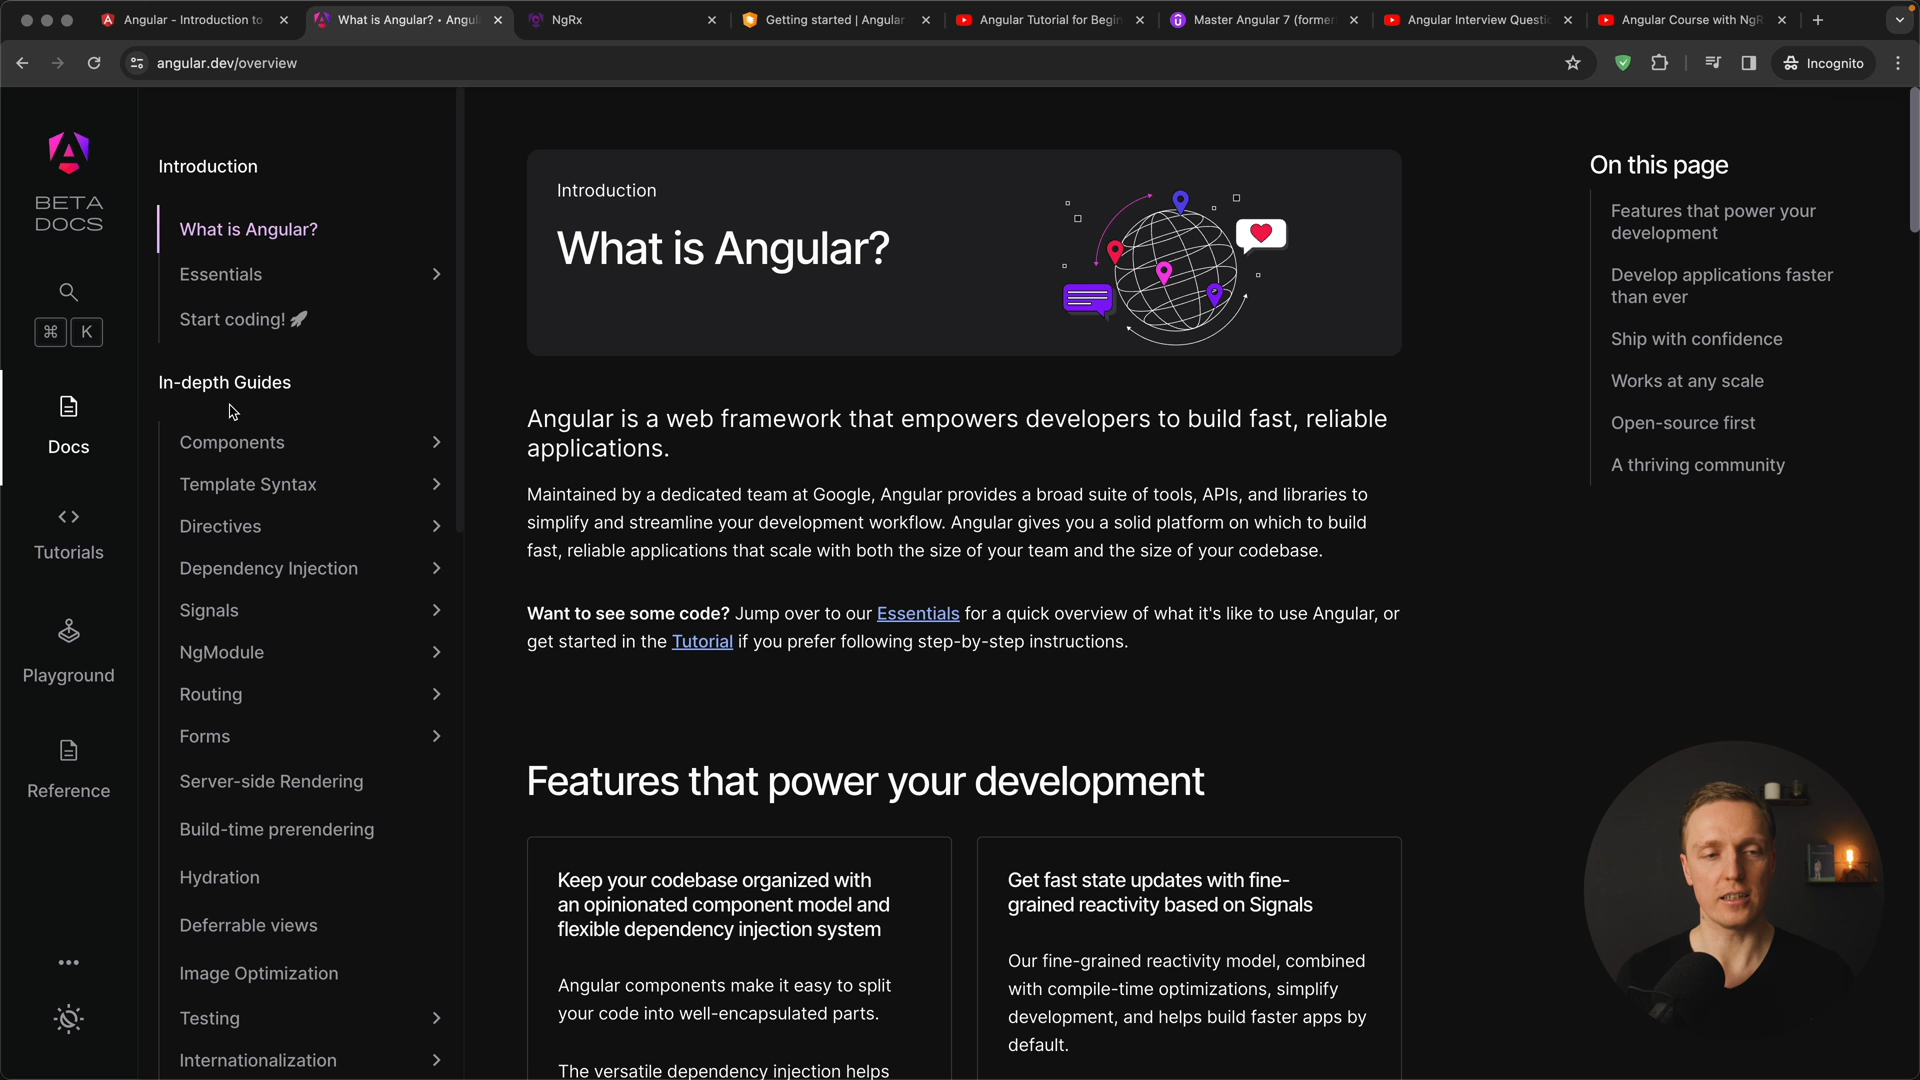 Angular - Introduction to
What is Angular? • Angul
NgRx
Getting started | Angular
Angular Tutorial for Begin
Master Angular 7 (former
Angular Interview Questi
Angular Course with NgR
angular.dev/overview
Incognito
BETA
DOCS
⌘ K
Docs
Tutorials
Playground
Reference
Introduction
What is Angular?
Essentials
Start coding! 🚀
In-depth Guides
Components
Template Syntax
Directives
Dependency Injection
Signals
NgModule
Routing
Forms
Server-side Rendering
Build-time prerendering
Hydration
Deferrable views
Image Optimization
Testing
Internationalization
Introduction
What is Angular?
Angular is a web framework that empowers developers to build fast, reliable
applications.
Maintained by a dedicated team at Google, Angular provides a broad suite of tools, APIs, and libraries to
simplify and streamline your development workflow. Angular gives you a solid platform on which to build
fast, reliable applications that scale with both the size of your team and the size of your codebase.
Want to see some code? Jump over to our Essentials for a quick overview of what it's like to use Angular, or
get started in the Tutorial if you prefer following step-by-step instructions.
Features that power your development
Keep your codebase organized with
an opinionated component model and
flexible dependency injection system
Angular components make it easy to split
your code into well-encapsulated parts.
The versatile dependency injection helps
Get fast state updates with fine-
grained reactivity based on Signals
Our fine-grained reactivity model, combined
with compile-time optimizations, simplify
development, and helps build faster apps by
default.
On this page
Features that power your
development
Develop applications faster
than ever
Ship with confidence
Works at any scale
Open-source first
A thriving community